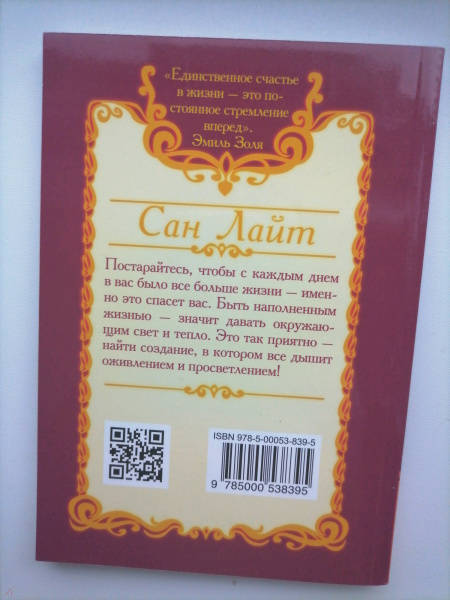 «Единственное счастье
в жизни — это по-
стоянное стремление
вперед».
Эмиль Золя
Сан Лайт
Постарайтесь, чтобы с каждым днем
в вас было все больше жизни — имен-
но это спасет вас. Быть наполненным
жизнью — значит давать окружаю-
щим свет и тепло. Это так приятно —
найти создание, в котором все дышит
оживлением и просветлением!
ISBN 978-5-00053-839-5
9 785000 538395